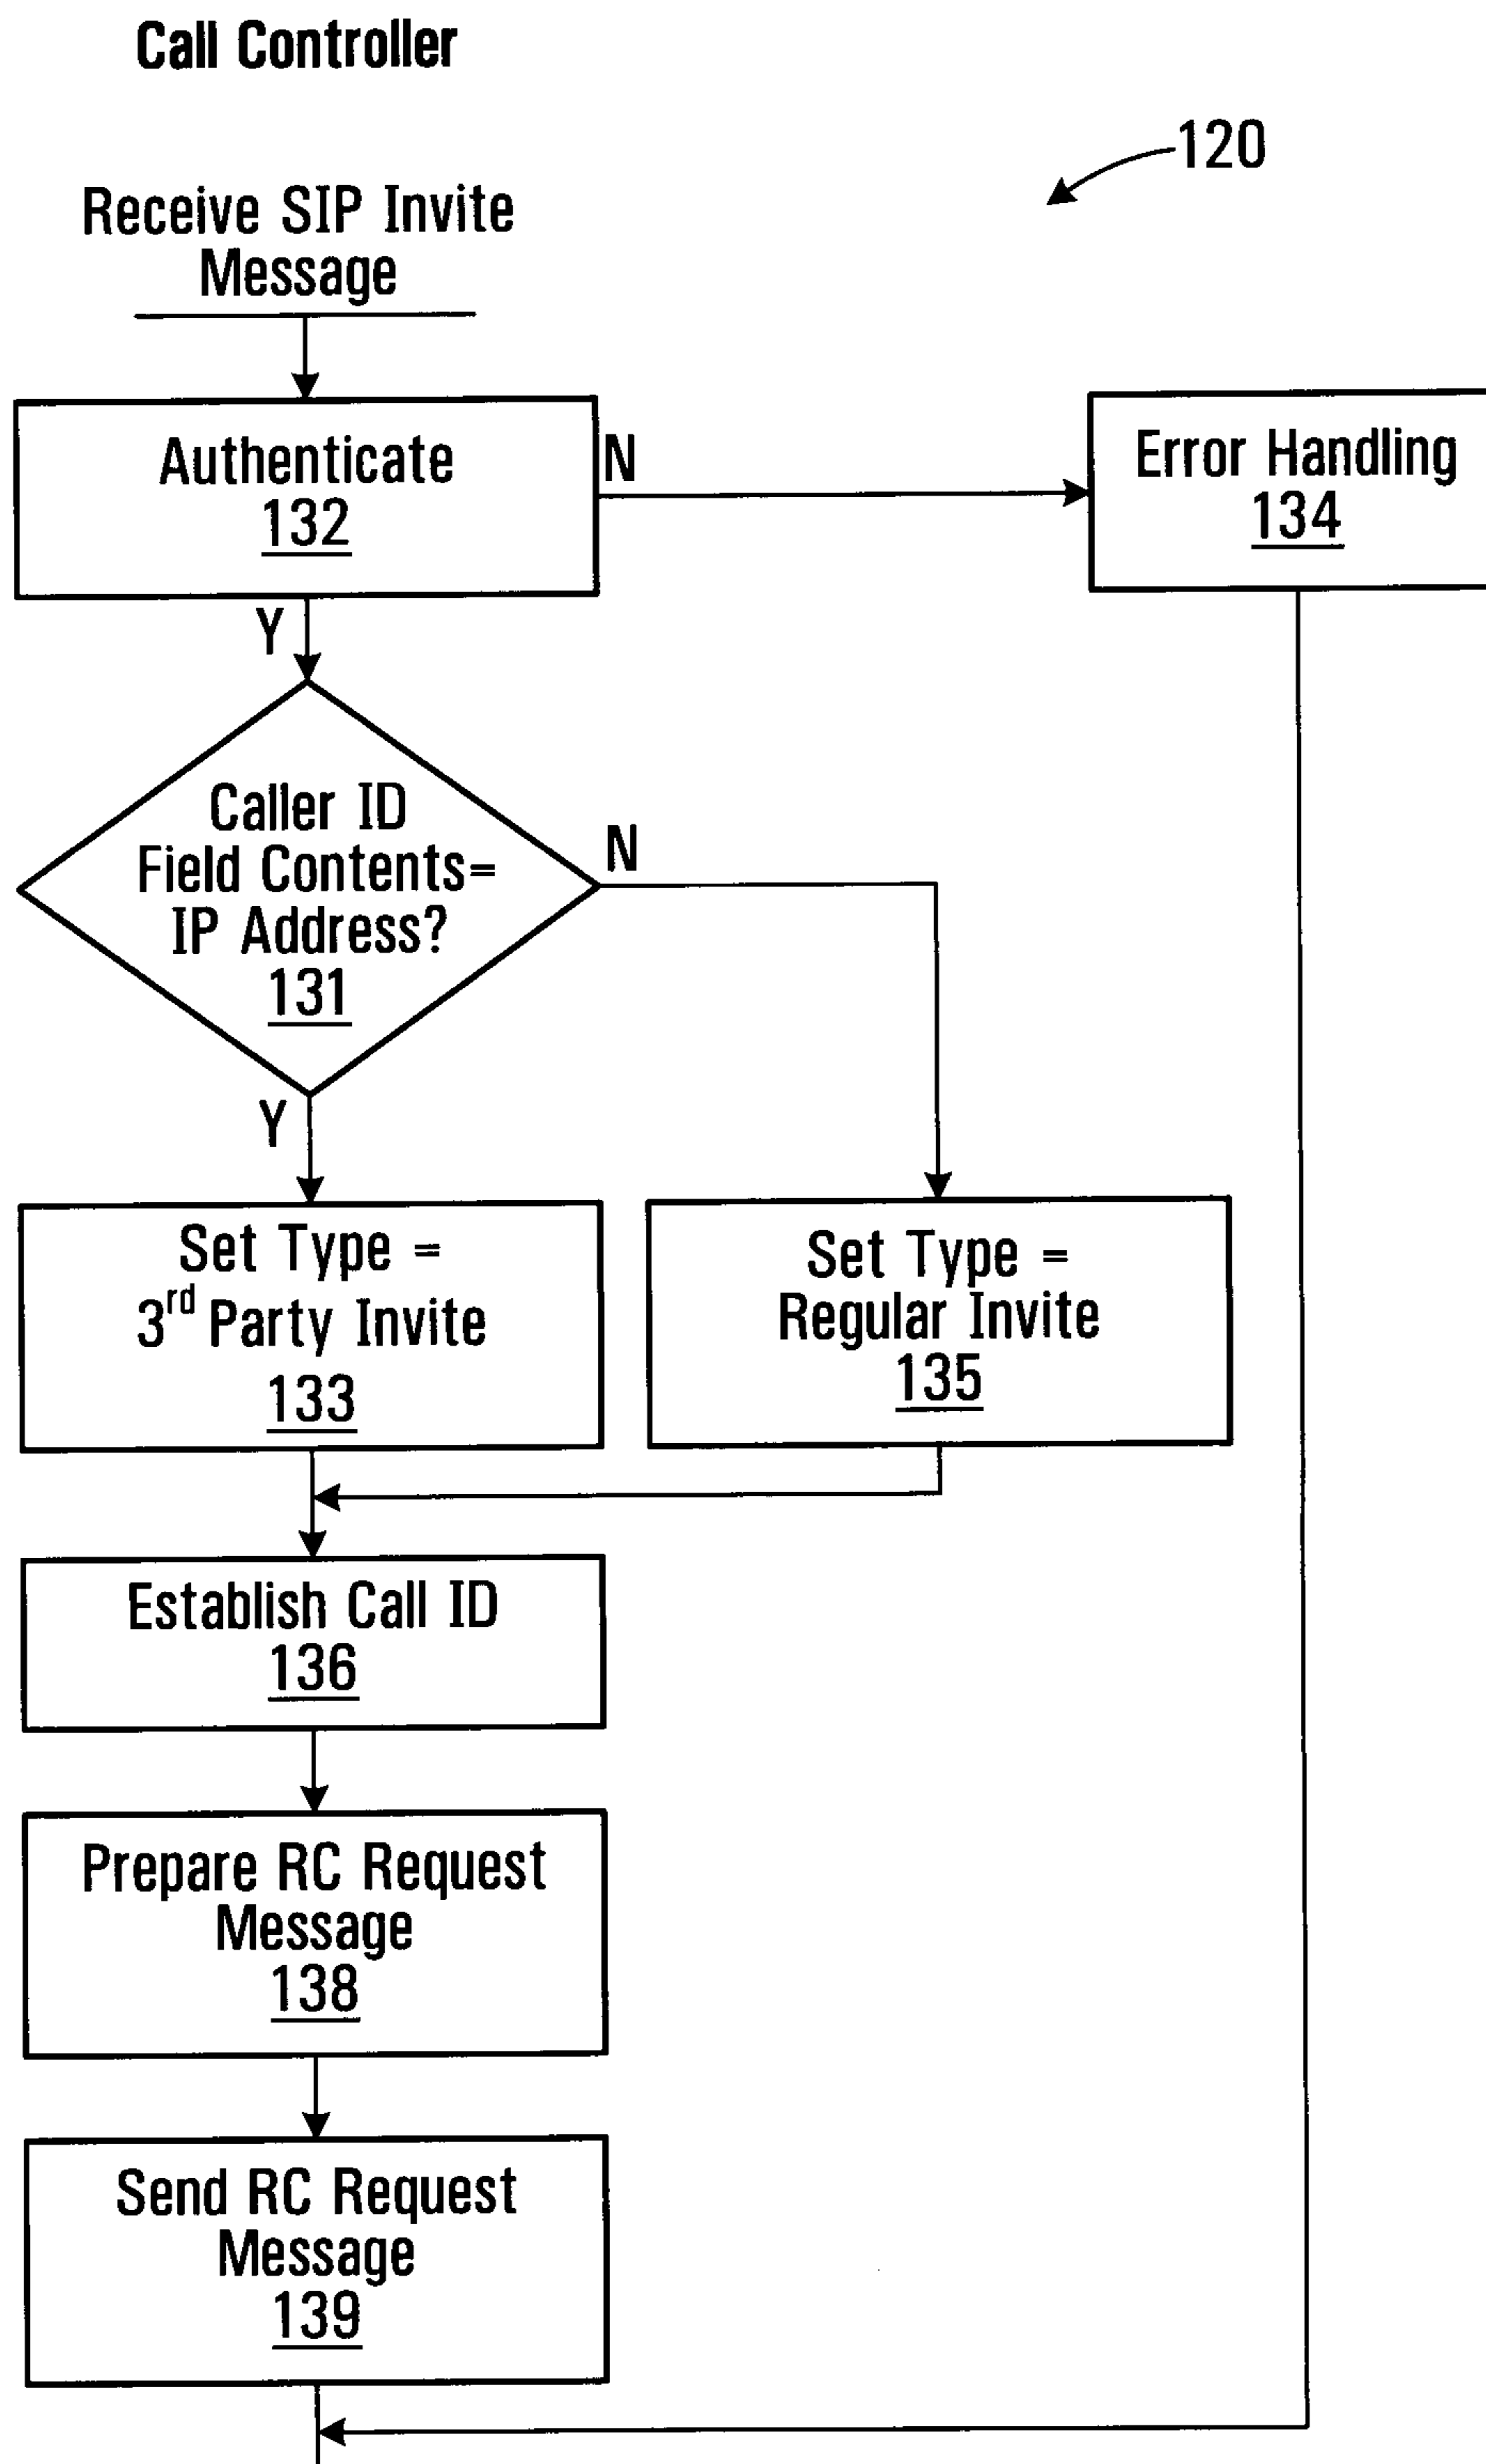 Call Controller
120
Receive SIP Invite
Message
Authenticate
132
N
Error Handling
134
Y
Caller ID
Field Contents=
IP Address?
131
N
Y
Set Type =
3rd Party Invite
133
Set Type =
Regular Invite
135
Establish Call ID
136
Prepare RC Request
Message
138
Send RC Request
Message
139